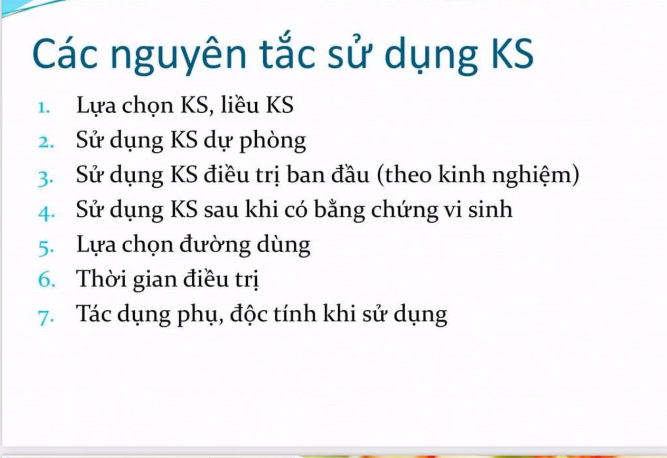 Các nguyên tắc sử dụng KS
1. Lựa chọn KS, liều KS
2. Sử dụng KS dự phòng
3. Sử dụng KS điều trị ban đầu (theo kinh nghiệm)
4. Sử dụng KS sau khi có bằng chứng vi sinh
5. Lựa chọn đường dùng
6. Thời gian điều trị
7. Tác dụng phụ, độc tính khi sử dụng